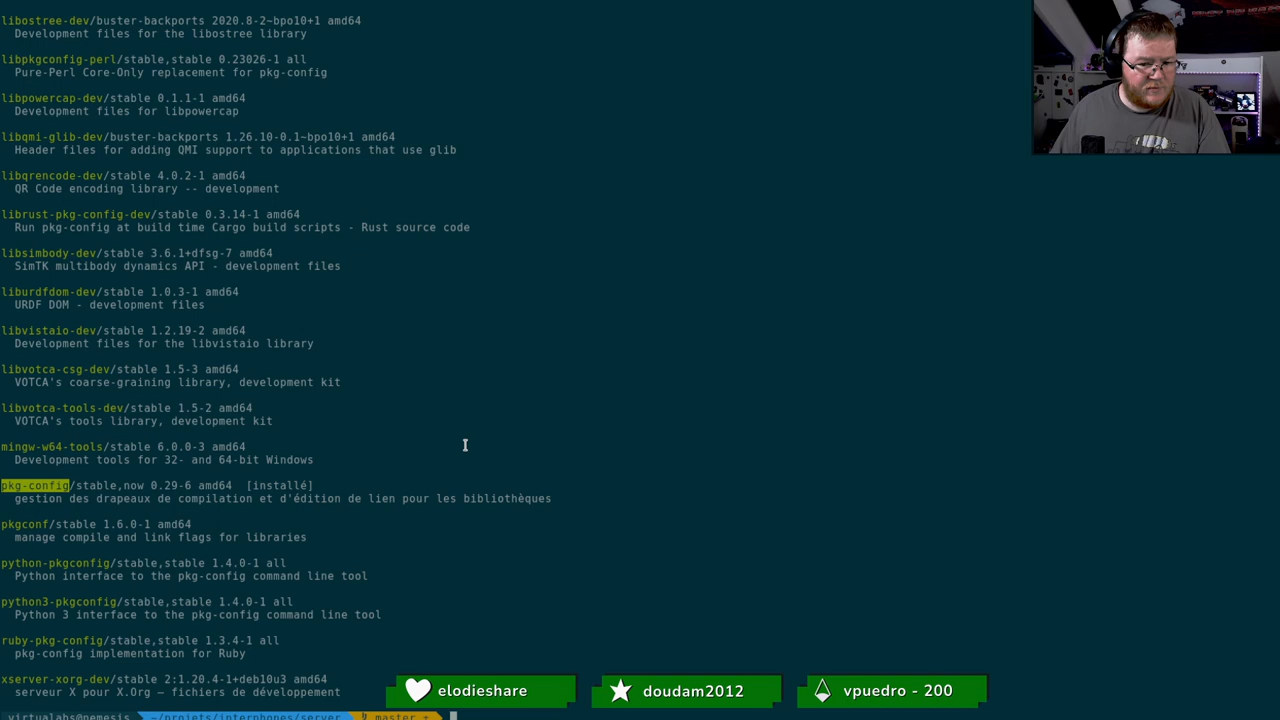 libostree-dev/buster-backports 2020.8-2~bpo10+1 amd64
Development files for the libostree library
libpkgconfig-perl/stable,stable 0.23026-1 all
Pure-Perl Core-Only replacement for pkg-config
libpowercap-dev/stable 0.1.1-1 amd64
Development files for libpowercap
libqmi-glib-dev/buster-backports 1.26.10-0.1~bpo10+1 amd64
Header files for adding QMI support to applications that use glib
libqrencode-dev/stable 4.0.2-1 amd64
QR Code encoding library -- development
librust-pkg-config-dev/stable 0.3.14-1 amd64
Run pkg-config at build time Cargo build scripts - Rust source code
libsimbody-dev/stable 3.6.1+dfsg-7 amd64
SimTK multibody dynamics API - development files
liburdfdom-dev/stable 1.0.3-1 amd64
URDF DOM - development files
libvistaio-dev/stable 1.2.19-2 amd64
Development files for the libvistaio library
libvotca-csg-dev/stable 1.5-3 amd64
VOTCA's coarse-graining library, development kit
libvotca-tools-dev/stable 1.5-2 amd64
VOTCA's tools library, development kit
mingw-w64-tools/stable 6.0.0-3 amd64
Development tools for 32- and 64-bit Windows
pkg-config/stable,now 0.29-6 amd64  [installé]
gestion des drapeaux de compilation et d'édition de lien pour les bibliothèques
pkgconf/stable 1.6.0-1 amd64
manage compile and link flags for libraries
python-pkgconfig/stable,stable 1.4.0-1 all
Python interface to the pkg-config command line tool
python3-pkgconfig/stable,stable 1.4.0-1 all
Python 3 interface to the pkg-config command line tool
ruby-pkg-config/stable,stable 1.3.4-1 all
pkg-config implementation for Ruby
xserver-xorg-dev/stable 2:1.20.4-1+deb10u3 amd64
serveur X pour X.Org – fichiers de développement
elodieshare
doudam2012
vpuedro - 200
virtualabs@nemesis ~/projets/interphones/server master +